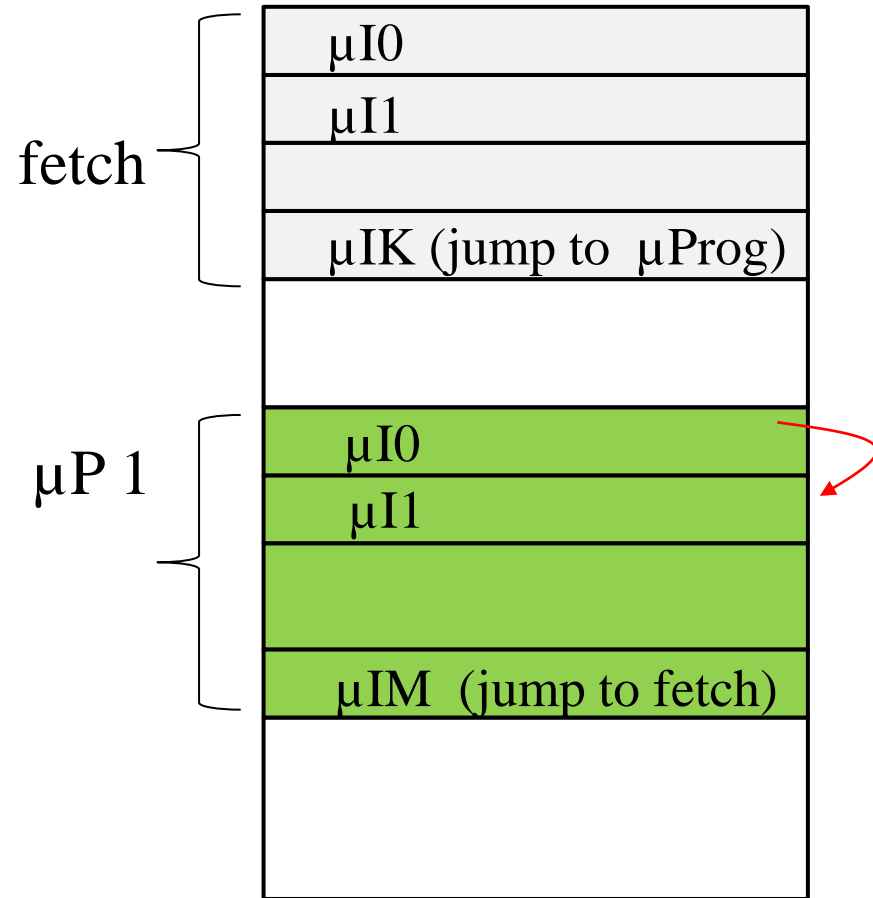 µI0
µI1
fetch
µIK (jump to µProg)
µI0
µP 1
µI1
µIM (jump to fetch)